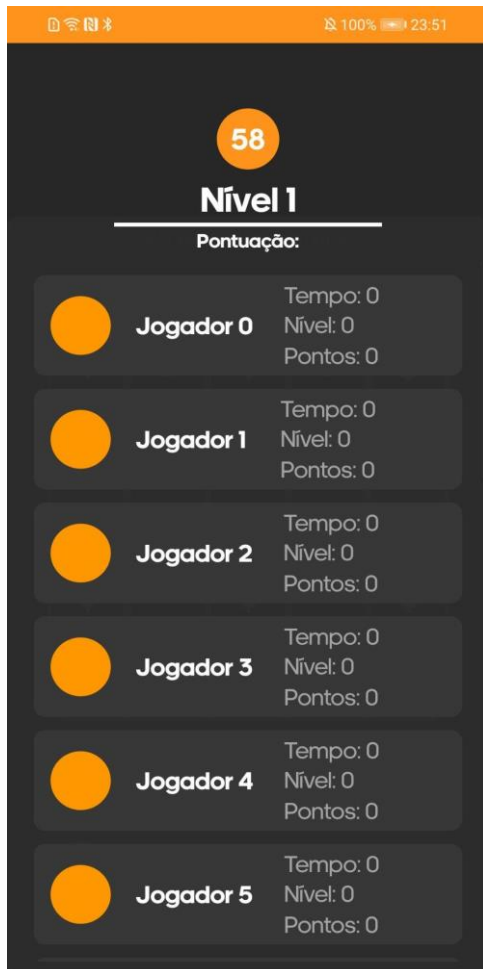 100% 23:51
58
Nível 1
Pontuação:
Jogador 0
Tempo: 0
Nível: 0
Pontos: 0
Jogador 1
Tempo: 0
Nível: 0
Pontos: 0
Jogador 2
Tempo: 0
Nível: 0
Pontos: 0
Jogador 3
Tempo: 0
Nível: 0
Pontos: 0
Jogador 4
Tempo: 0
Nível: 0
Pontos: 0
Jogador 5
Tempo: 0
Nível: 0
Pontos: 0